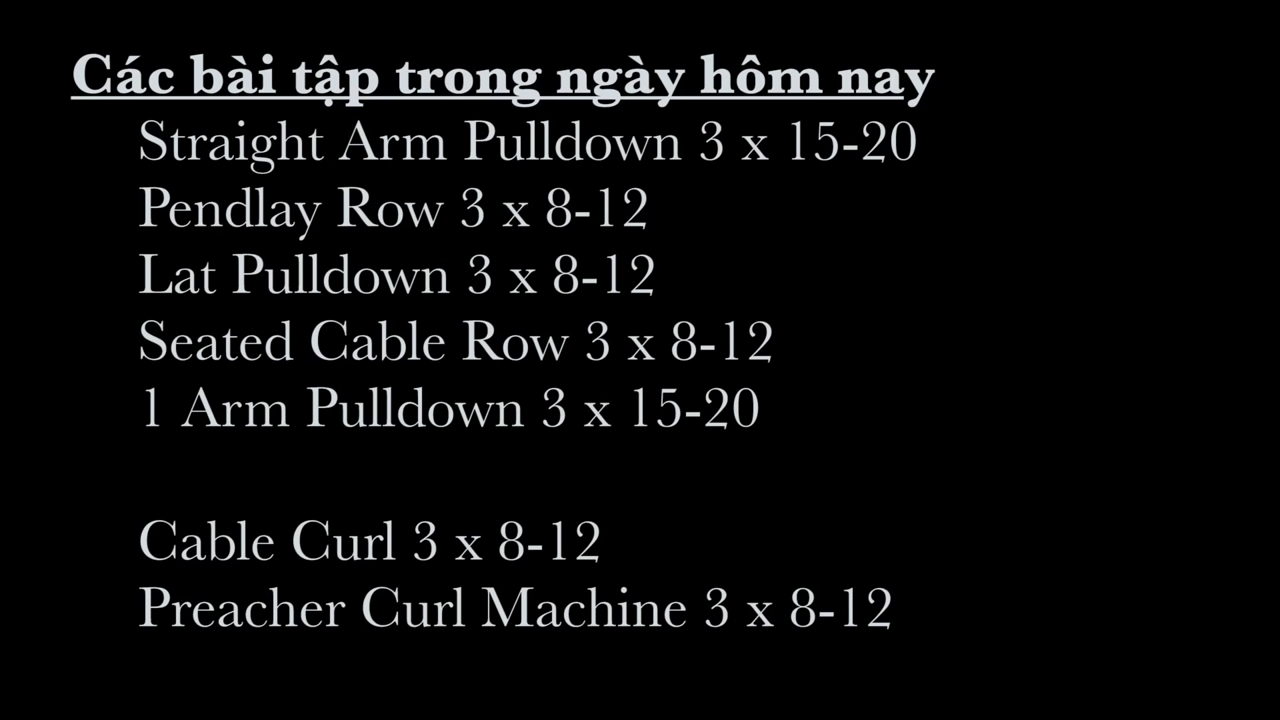 Các bài tập trong ngày hôm nay
Straight Arm Pulldown 3 x 15-20
Pendlay Row 3 x 8-12
Lat Pulldown 3 x 8-12
Seated Cable Row 3 x 8-12
1 Arm Pulldown 3 x 15-20
Cable Curl 3 x 8-12
Preacher Curl Machine 3 x 8-12